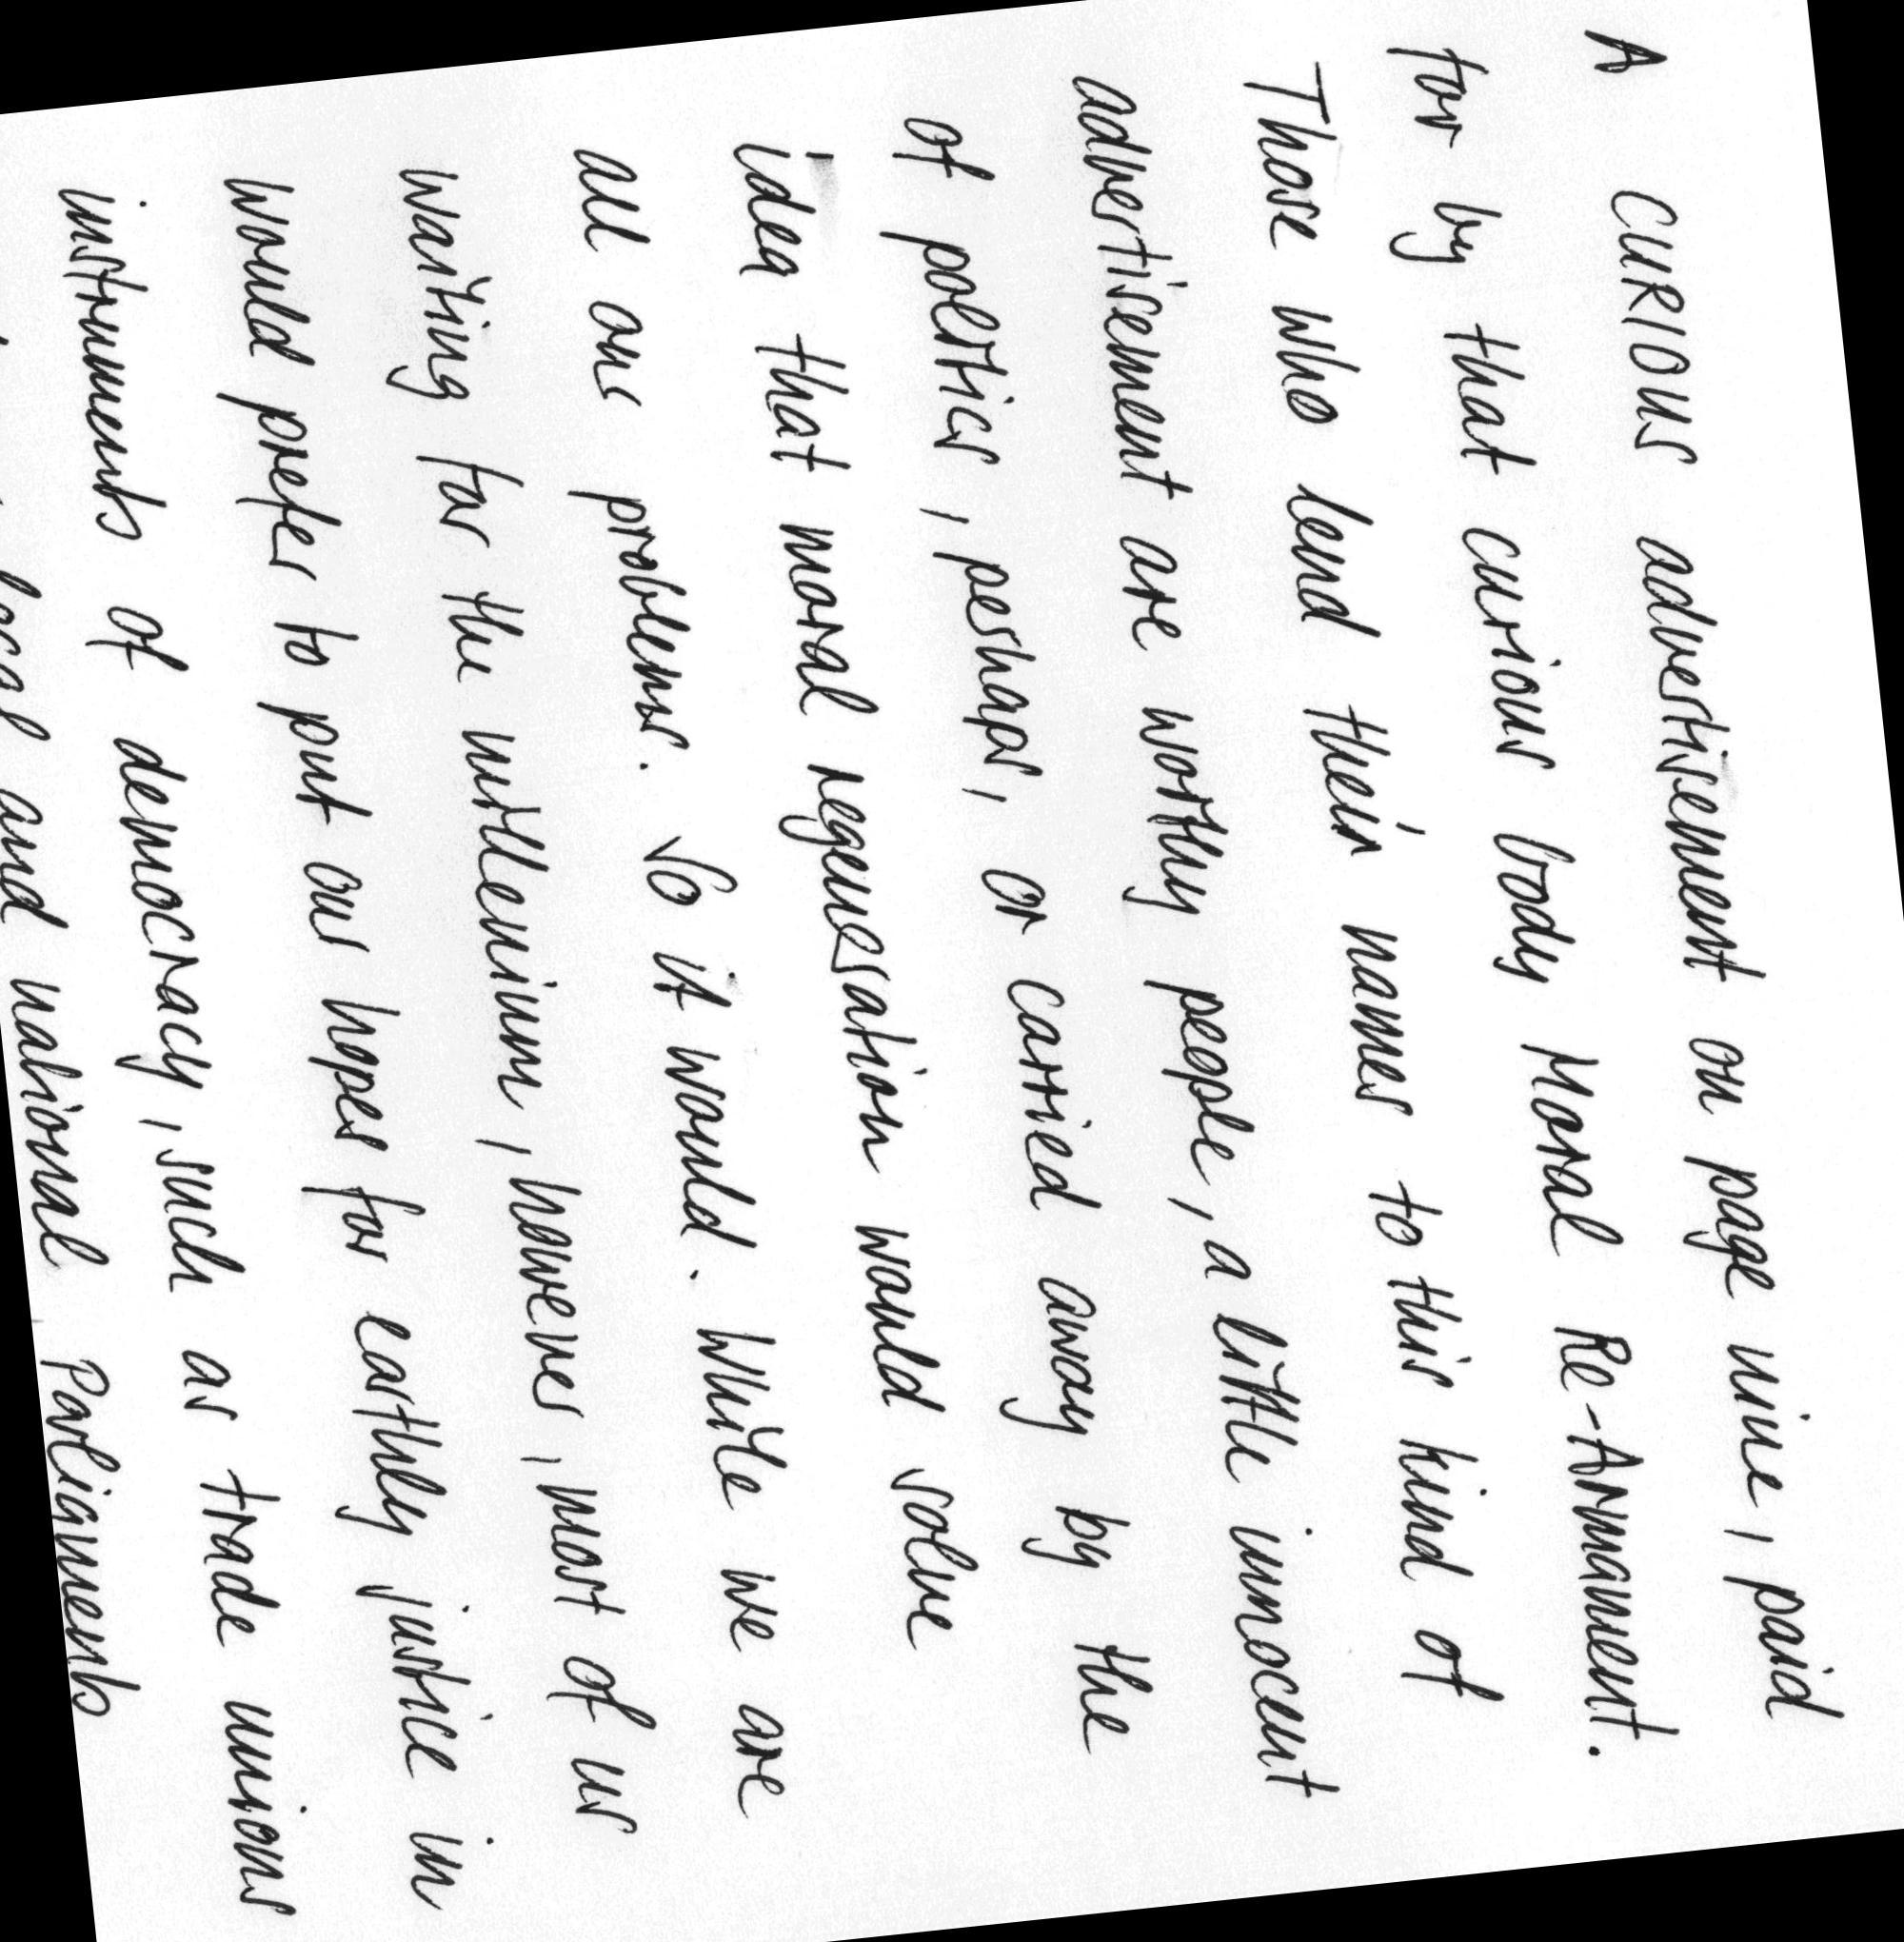 A CURIOUS advertisement on page nine, paid
for by that curious body Moral Re-Armament.
Those who lend their names to this kind of
advertisement are worthy people, a little innocent
of politics, perhaps, or carried away by the
idea that moral regeneration would solve
all our problems. So it would. While we are
waiting for the millenium, however, most of us
would prefer to put our hopes for earthly justice in
instruments of democracy, such as trade unions
local and national Parliaments